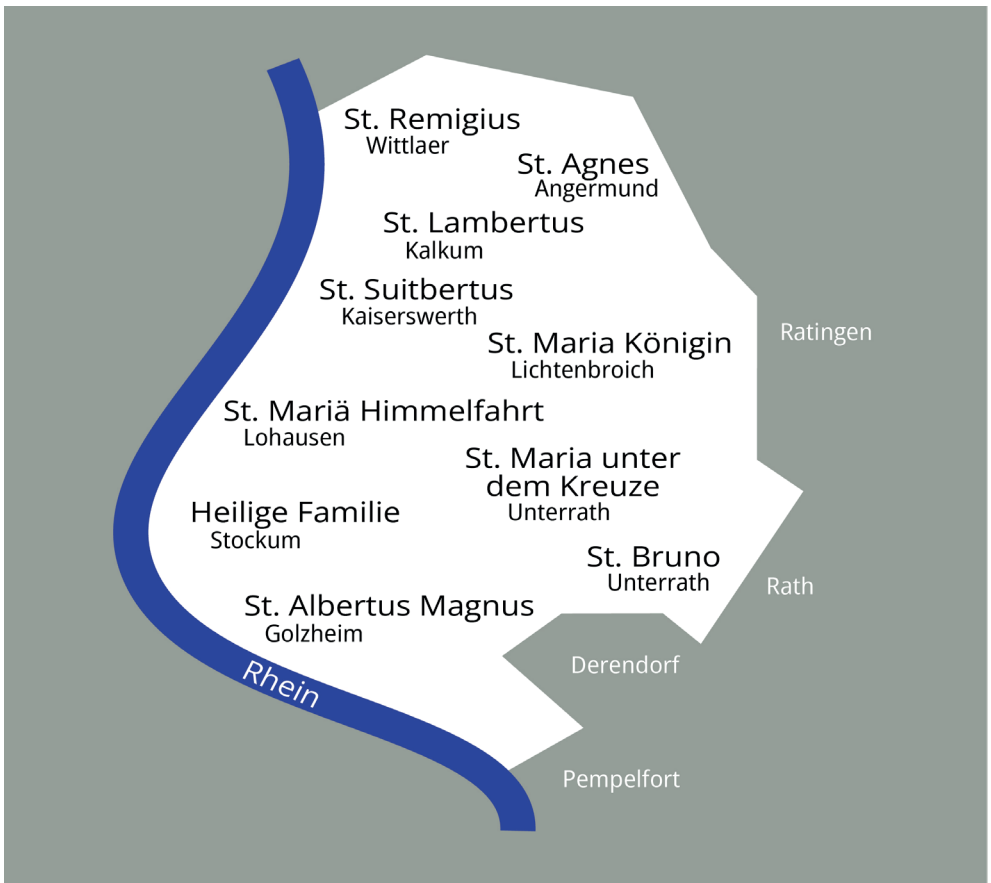 St. Remigius
Wittlaer
St. Agnes
Angermund
St. Lambertus
Kalkum
St. Suitbertus
Kaiserswerth
Ratingen
St. Maria Königin
Lichtenbroich
St. Mariä Himmelfahrt
Lohausen
St. Maria unter
dem Kreuze
Unterrath
Heilige Familie
Stockum
St. Bruno
Unterrath
Rath
St. Albertus Magnus
Golzheim
Derendorf
Rhein
Pempelfort